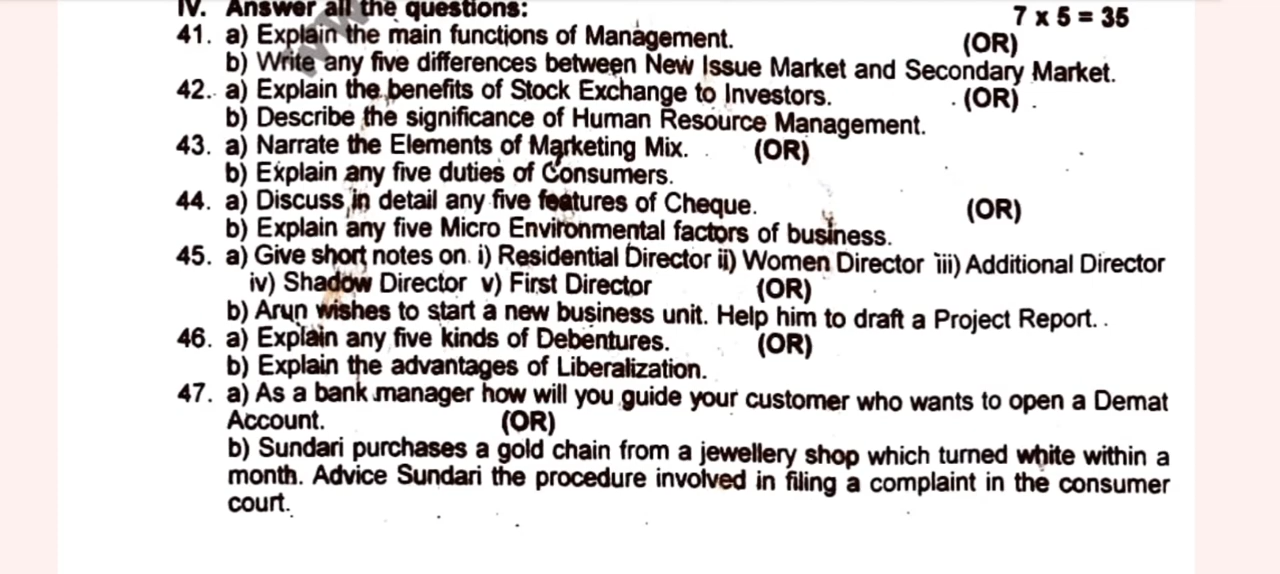 IV. Answer all the questions: 7 x 5 = 35
41. a) Explain the main functions of Management. (OR)
b) Write any five differences between New Issue Market and Secondary Market.
42. a) Explain the benefits of Stock Exchange to Investors. (OR)
b) Describe the significance of Human Resource Management.
43. a) Narrate the Elements of Marketing Mix. (OR)
b) Explain any five duties of Consumers.
44. a) Discuss in detail any five features of Cheque. (OR)
b) Explain any five Micro Environmental factors of business.
45. a) Give short notes on i) Residential Director ii) Women Director iii) Additional Director
iv) Shadow Director v) First Director (OR)
b) Arun wishes to start a new business unit. Help him to draft a Project Report.
46. a) Explain any five kinds of Debentures. (OR)
b) Explain the advantages of Liberalization.
47. a) As a bank manager how will you guide your customer who wants to open a Demat
Account. (OR)
b) Sundari purchases a gold chain from a jewellery shop which turned white within a
month. Advice Sundari the procedure involved in filing a complaint in the consumer
court.